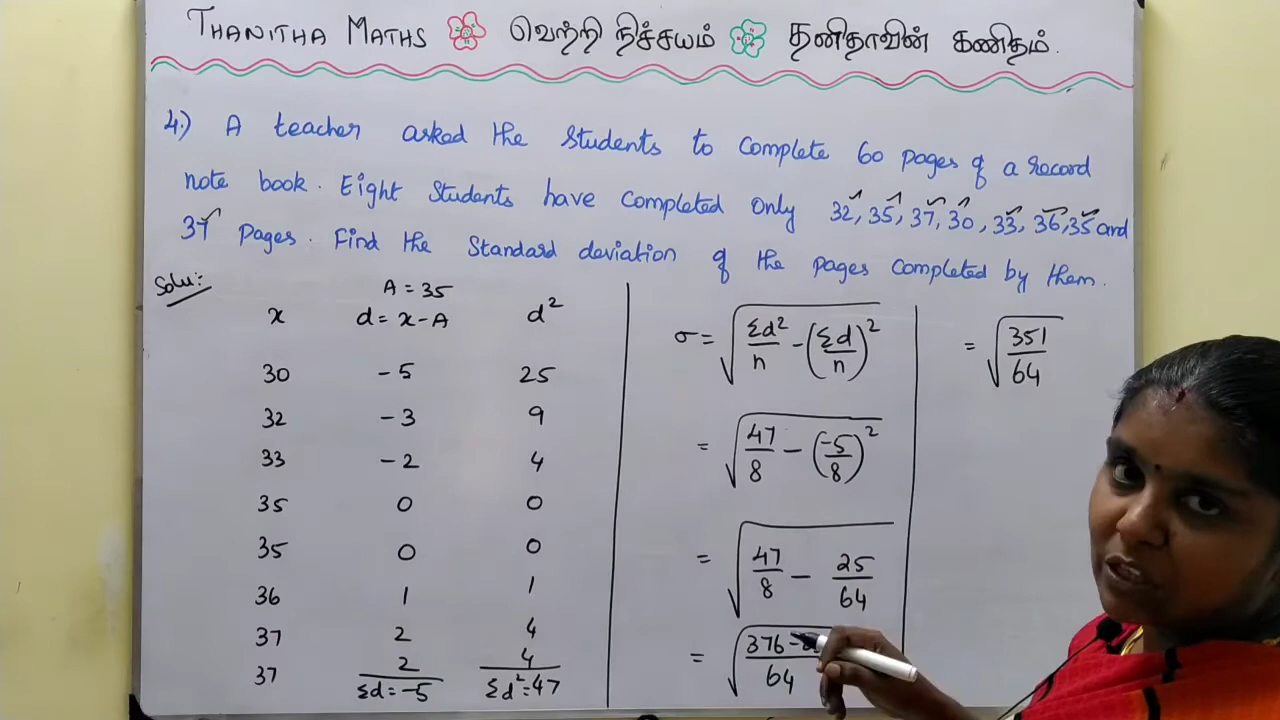 THANITHA MATHS வெற்றி நிச்சயம் தனிதாவின் கணிதம்.
4.) A teacher asked the students to complete 60 pages of a record
note book. Eight students have completed only 32, 35, 37, 30, 33, 36, 35 and
37 pages. Find the standard deviation of the pages completed by them.
Solu:
A = 35
x d = x-A d²
30 -5 25
32 -3 9
33 -2 4
35 0 0
35 0 0
36 1 1
37 2 4
37 2 4
Σd = -5 Σd² = 47
σ = √(Σd²/n - (Σd/n)²)
= √(47/8 - (-5/8)²)
= √(47/8 - 25/64)
= √(376-
64
= √(351/64)